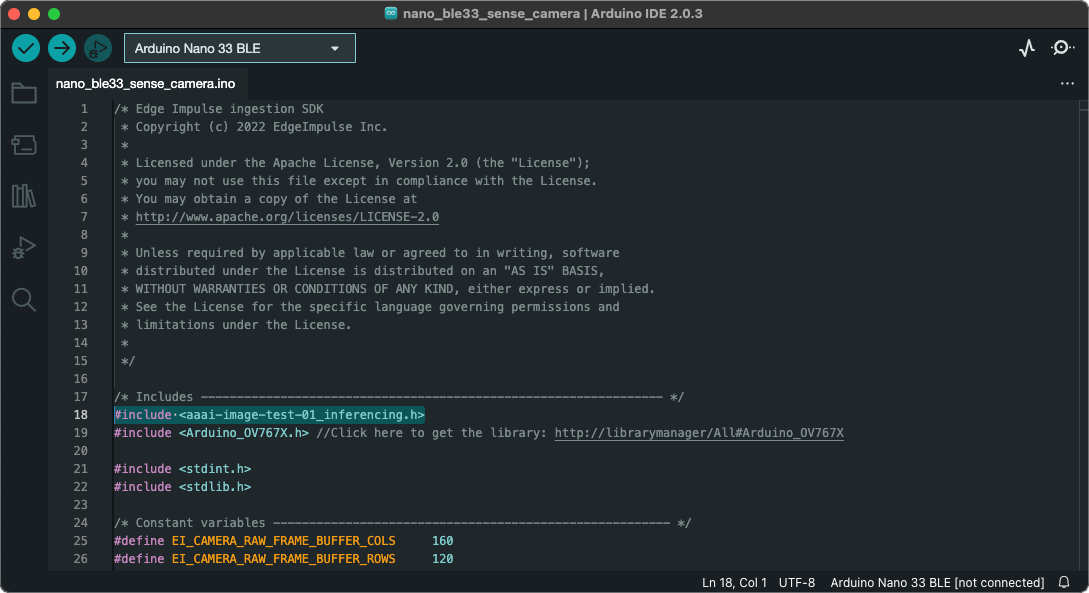 nano_ble33_sense_camera | Arduino IDE 2.0.3
Arduino Nano 33 BLE
nano_ble33_sense_camera.ino
1 /* Edge Impulse ingestion SDK
2  * Copyright (c) 2022 EdgeImpulse Inc.
3  *
4  * Licensed under the Apache License, Version 2.0 (the "License");
5  * you may not use this file except in compliance with the License.
6  * You may obtain a copy of the License at
7  * http://www.apache.org/licenses/LICENSE-2.0
8  *
9  * Unless required by applicable law or agreed to in writing, software
10  * distributed under the License is distributed on an "AS IS" BASIS,
11  * WITHOUT WARRANTIES OR CONDITIONS OF ANY KIND, either express or implied.
12  * See the License for the specific language governing permissions and
13  * limitations under the License.
14  *
15  */
16
17 /* Includes ---------------------------------------------------------------- */
18 #include·<aaai-image-test-01_inferencing.h>
19 #include <Arduino_OV767X.h> //Click here to get the library: http://librarymanager/All#Arduino_OV767X
20
21 #include <stdint.h>
22 #include <stdlib.h>
23
24 /* Constant variables ------------------------------------------------------- */
25 #define EI_CAMERA_RAW_FRAME_BUFFER_COLS     160
26 #define EI_CAMERA_RAW_FRAME_BUFFER_ROWS     120
Ln 18, Col 1 UTF-8 Arduino Nano 33 BLE [not connected]